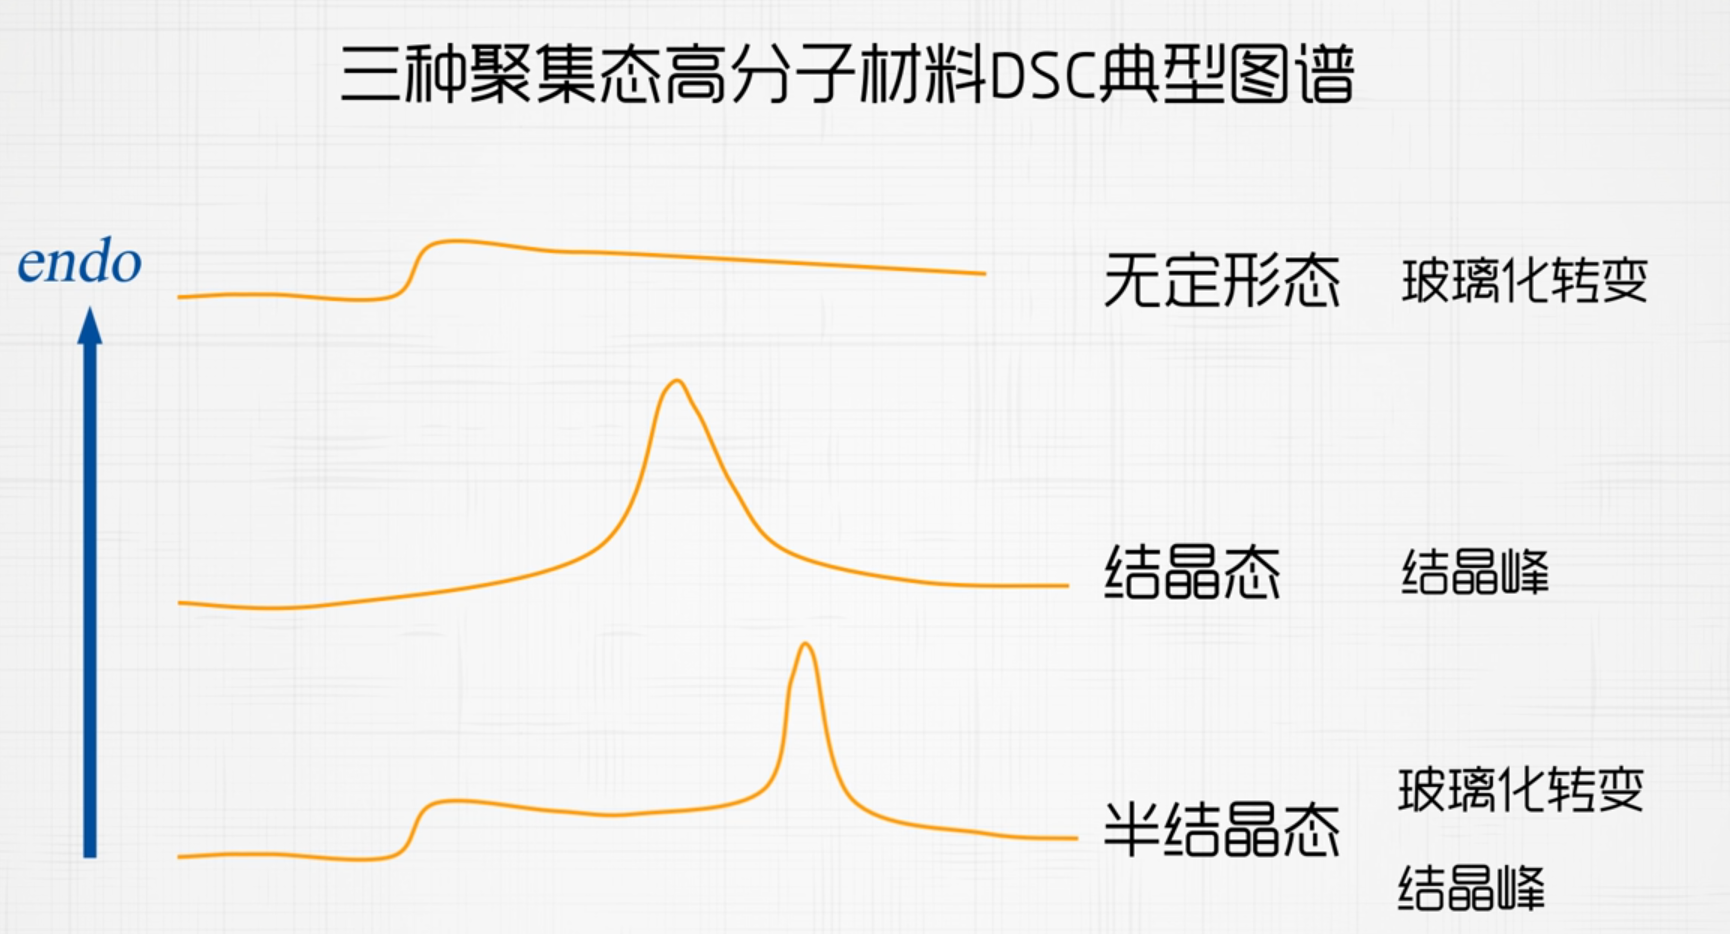 三种聚集态高分子材料DSC典型图谱
endo
无定形态 玻璃化转变
结晶态 结晶峰
半结晶态 玻璃化转变
结晶峰